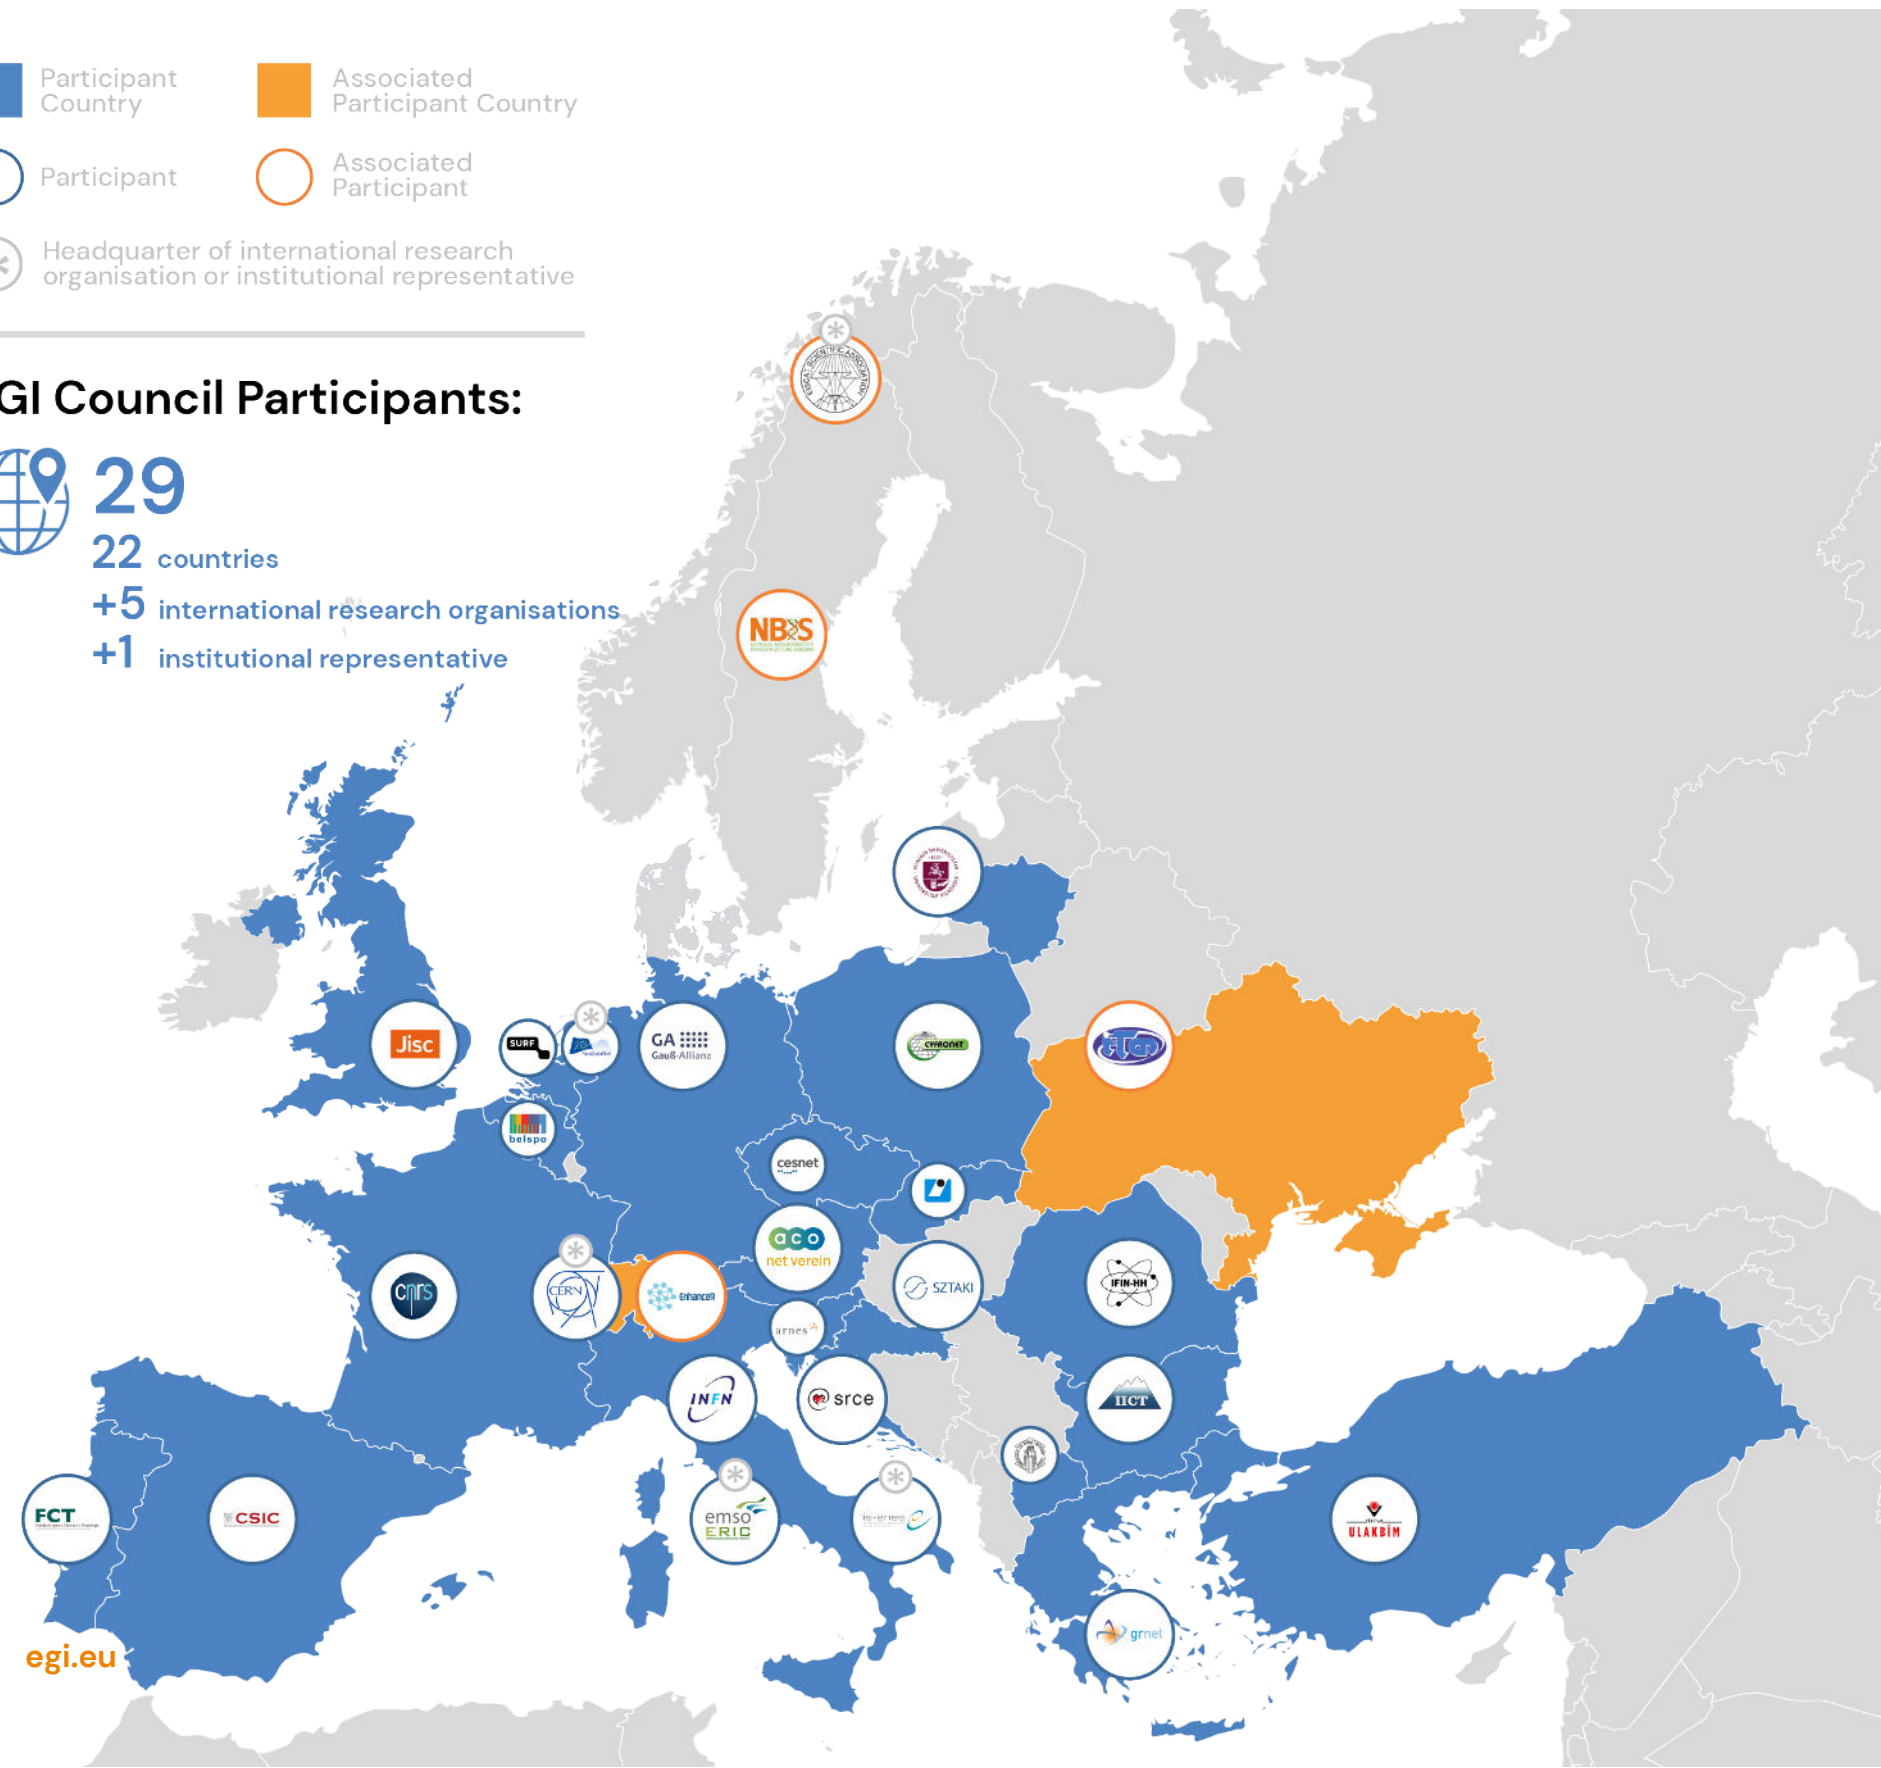 Participant
Country
Associated
Participant Country
Participant
Associated
Participant
Headquarter of international research
organisation or institutional representative
GI Council Participants:
29
22 countries
+5 international research organisations
+1 institutional representative
NBIS
Jisc
SURF
GA
Gauß-Allianz
CYFRONET
belspo
cesnet
aco
net verein
cnrs
CERN
EnhanceR
SZTAKI
IFIN-HH
arnes
INFN
srce
IICT
FCT
CSIC
emso
ERIC
is-enes
ULAKBİM
grnet
egi.eu